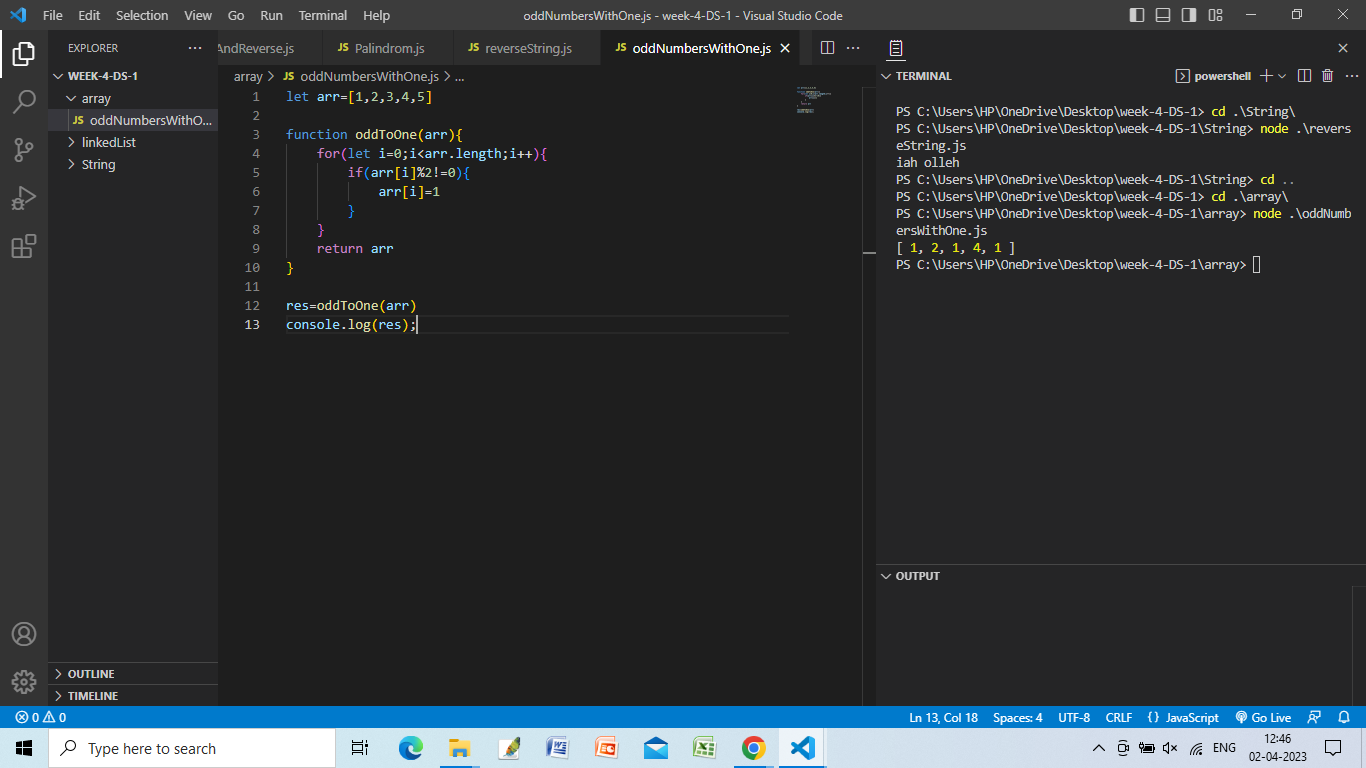 File Edit Selection View Go Run Terminal Help
oddNumbersWithOne.js - week-4-DS-1 - Visual Studio Code
EXPLORER
WEEK-4-DS-1
array
JS oddNumbersWithO...
linkedList
String
OUTLINE
TIMELINE
AndReverse.js
JS Palindrom.js
JS reverseString.js
JS oddNumbersWithOne.js
array > JS oddNumbersWithOne.js > ...
1 let arr=[1,2,3,4,5]
2
3 function oddToOne(arr){
4 for(let i=0;i<arr.length;i++){
5 if(arr[i]%2!=0){
6 arr[i]=1
7 }
8 }
9 return arr
10 }
11
12 res=oddToOne(arr)
13 console.log(res);
TERMINAL
powershell
PS C:\Users\HP\OneDrive\Desktop\week-4-DS-1> cd .\String\
PS C:\Users\HP\OneDrive\Desktop\week-4-DS-1\String> node .\revers
eString.js
iah olleh
PS C:\Users\HP\OneDrive\Desktop\week-4-DS-1\String> cd ..
PS C:\Users\HP\OneDrive\Desktop\week-4-DS-1> cd .\array\
PS C:\Users\HP\OneDrive\Desktop\week-4-DS-1\array> node .\oddNumb
ersWithOne.js
[ 1, 2, 1, 4, 1 ]
PS C:\Users\HP\OneDrive\Desktop\week-4-DS-1\array>
OUTPUT
0 0
Ln 13, Col 18 Spaces: 4 UTF-8 CRLF {} JavaScript Go Live
Type here to search
ENG
12:46
02-04-2023